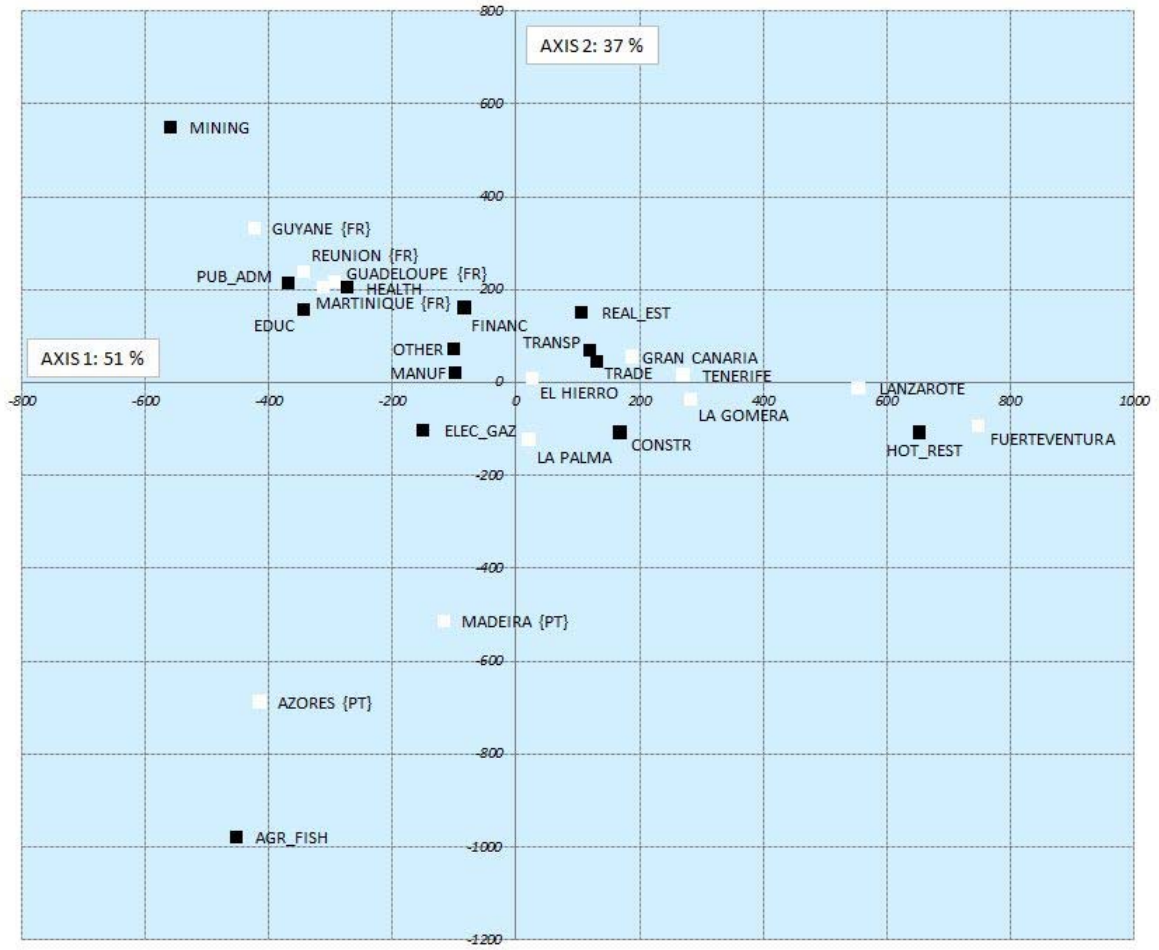 800
AXIS 2: 37 %
600
MINING
400
GUYANE {FR}
REUNION {FR}
PUB_ADM
GUADELOUPE {FR}
HEALTH
200
MARTINIQUE {FR}
EDUC
FINANC
REAL_EST
TRANSP
OTHER
AXIS 1: 51 %
GRAN CANARIA
MANUF
TRADE
TENERIFE
0
EL HIERRO
LANZAROTE
-800 -600 -400 -200 0 200 400 600 800 1000
LA GOMERA
ELEC_GAZ
CONSTR
FUERTEVENTURA
HOT_REST
LA PALMA
-200
-400
MADEIRA {PT}
-600
AZORES {PT}
-800
AGR_FISH
-1000
-1200